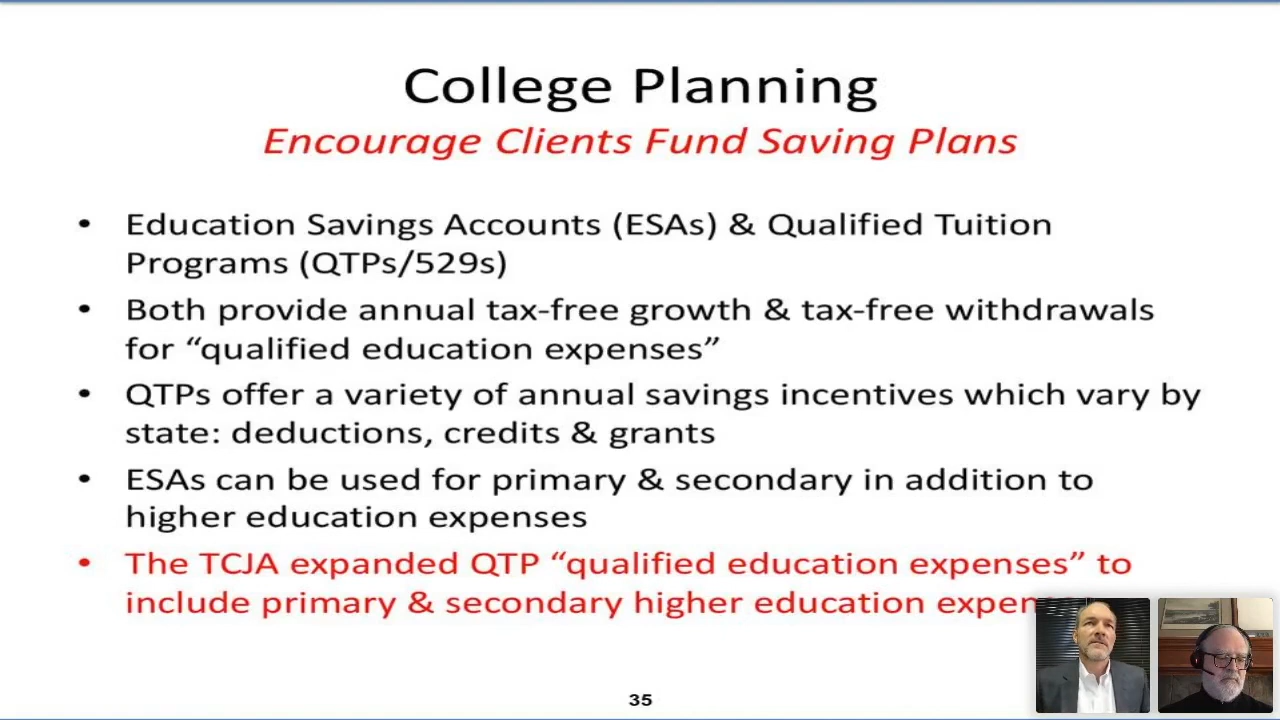 College Planning
Encourage Clients Fund Saving Plans
• Education Savings Accounts (ESAs) & Qualified Tuition
Programs (QTPs/529s)
• Both provide annual tax-free growth & tax-free withdrawals
for “qualified education expenses”
• QTPs offer a variety of annual savings incentives which vary by
state: deductions, credits & grants
• ESAs can be used for primary & secondary in addition to
higher education expenses
• The TCJA expanded QTP “qualified education expenses” to
include primary & secondary higher education
35